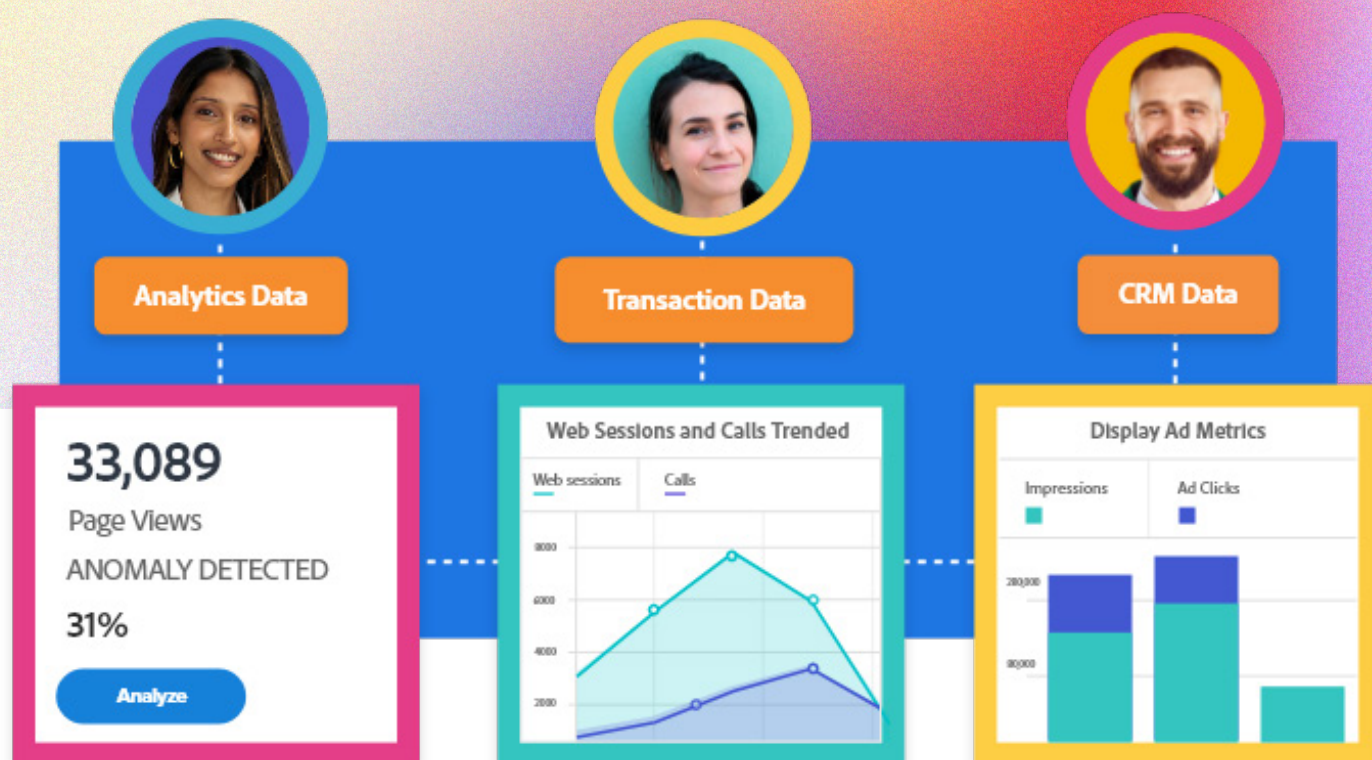 Analytics Data
Transaction Data
CRM Data
33,089
Page Views
ANOMALY DETECTED
31%
Analyze
Web Sessions and Calls Trended
Web sessions
Calls
8000
6000
4000
2000
Display Ad Metrics
Impressions
Ad Clicks
200,000
80,000